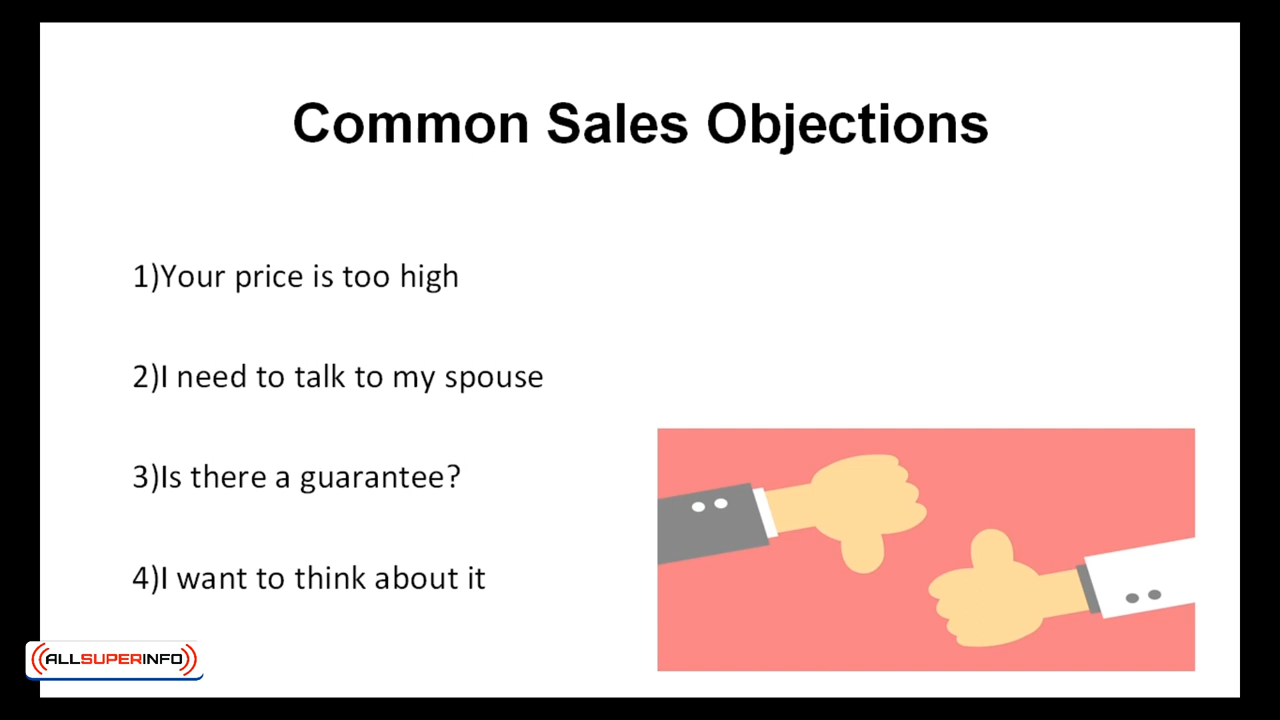 Common Sales Objections
1)Your price is too high
2)I need to talk to my spouse
3)Is there a guarantee?
4)I want to think about it
ALLSUPERINFO